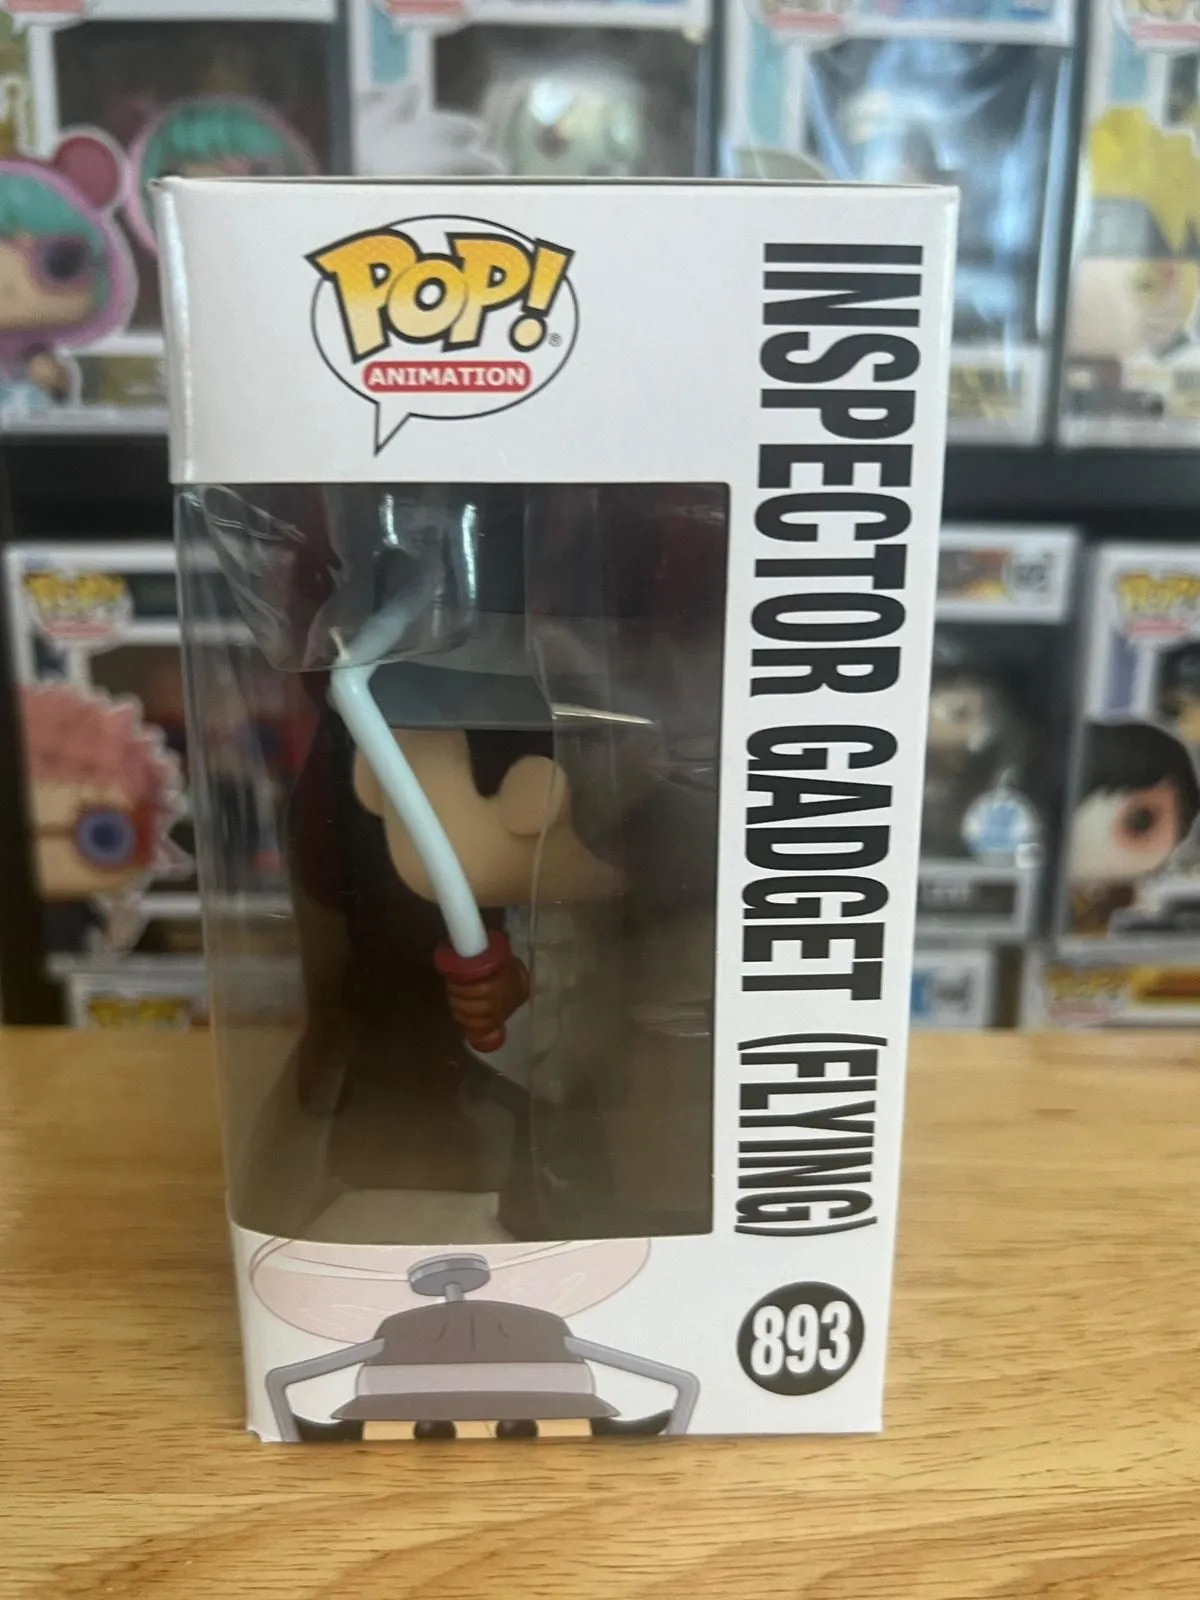 POP!
®
ANIMATION
INSPECTOR GADGET (FLYING)
893